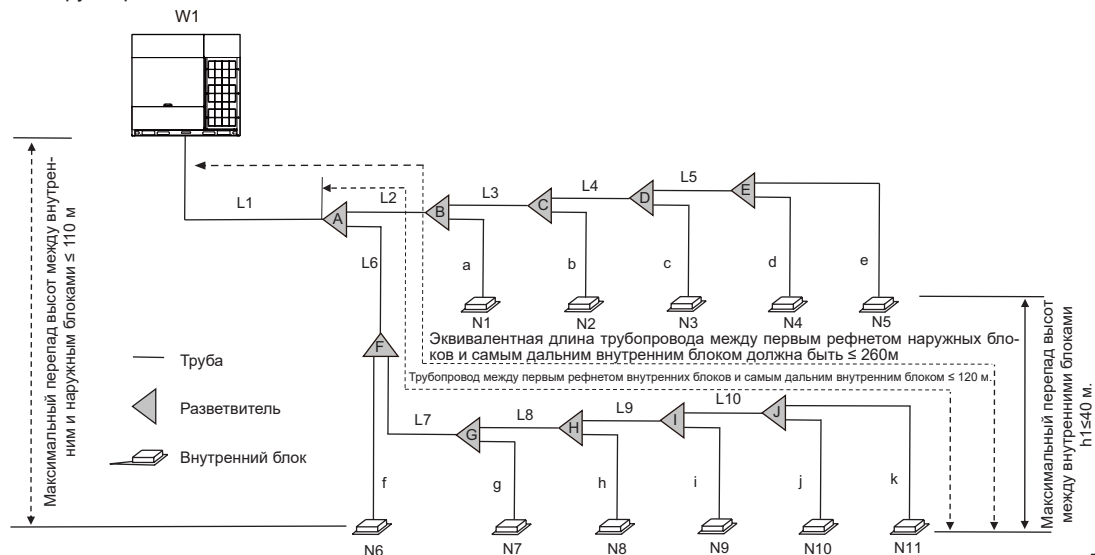 W1
Максимальный перепад высот между внутрен-
ним и наружным блоками ≤ 110 м
L1
L2
L3
L4
L5
A
B
C
D
E
L6
a
b
c
d
e
N1
N2
N3
N4
N5
F
Эквивалентная длина трубопровода между первым рефнетом наружных бло-
ков и самым дальним внутренним блоком должна быть ≤ 260м
Трубопровод между первым рефнетом внутренних блоков и самым дальним внутренним блоком ≤ 120 м.
Труба
Разветвитель
Внутренний блок
L7
L8
L9
L10
G
H
I
J
f
g
h
i
j
k
N6
N7
N8
N9
N10
N11
Максимальный перепад высот
между внутренними блоками
h1≤40 м.